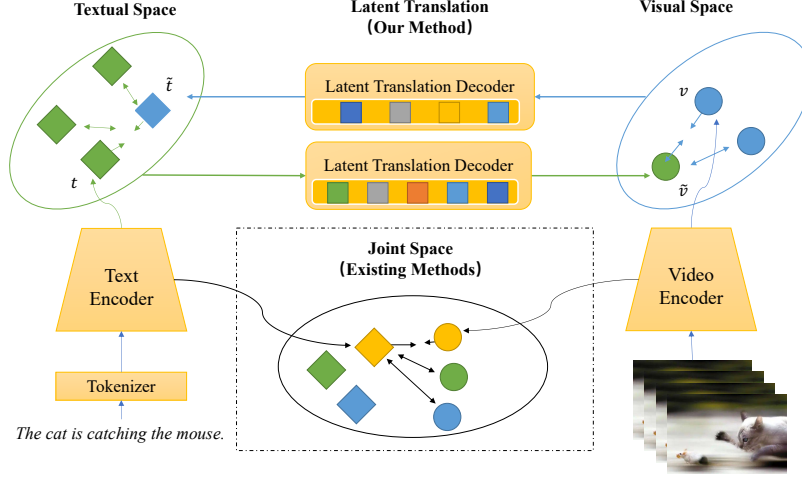 Textual Space
Latent Translation
(Our Method)
Visual Space
t̃
Latent Translation Decoder
v
Latent Translation Decoder
t
ṽ
Text
Encoder
Joint Space
(Existing Methods)
Video
Encoder
Tokenizer
The cat is catching the mouse.